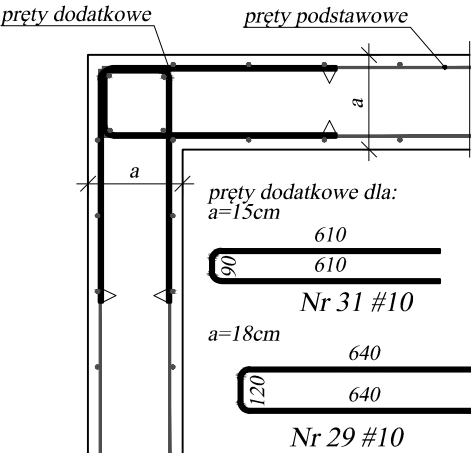 pręty dodatkowe
pręty podstawowe
a
a
pręty dodatkowe dla:
a=15cm
610
90
610
Nr 31 #10
a=18cm
640
120
640
Nr 29 #10